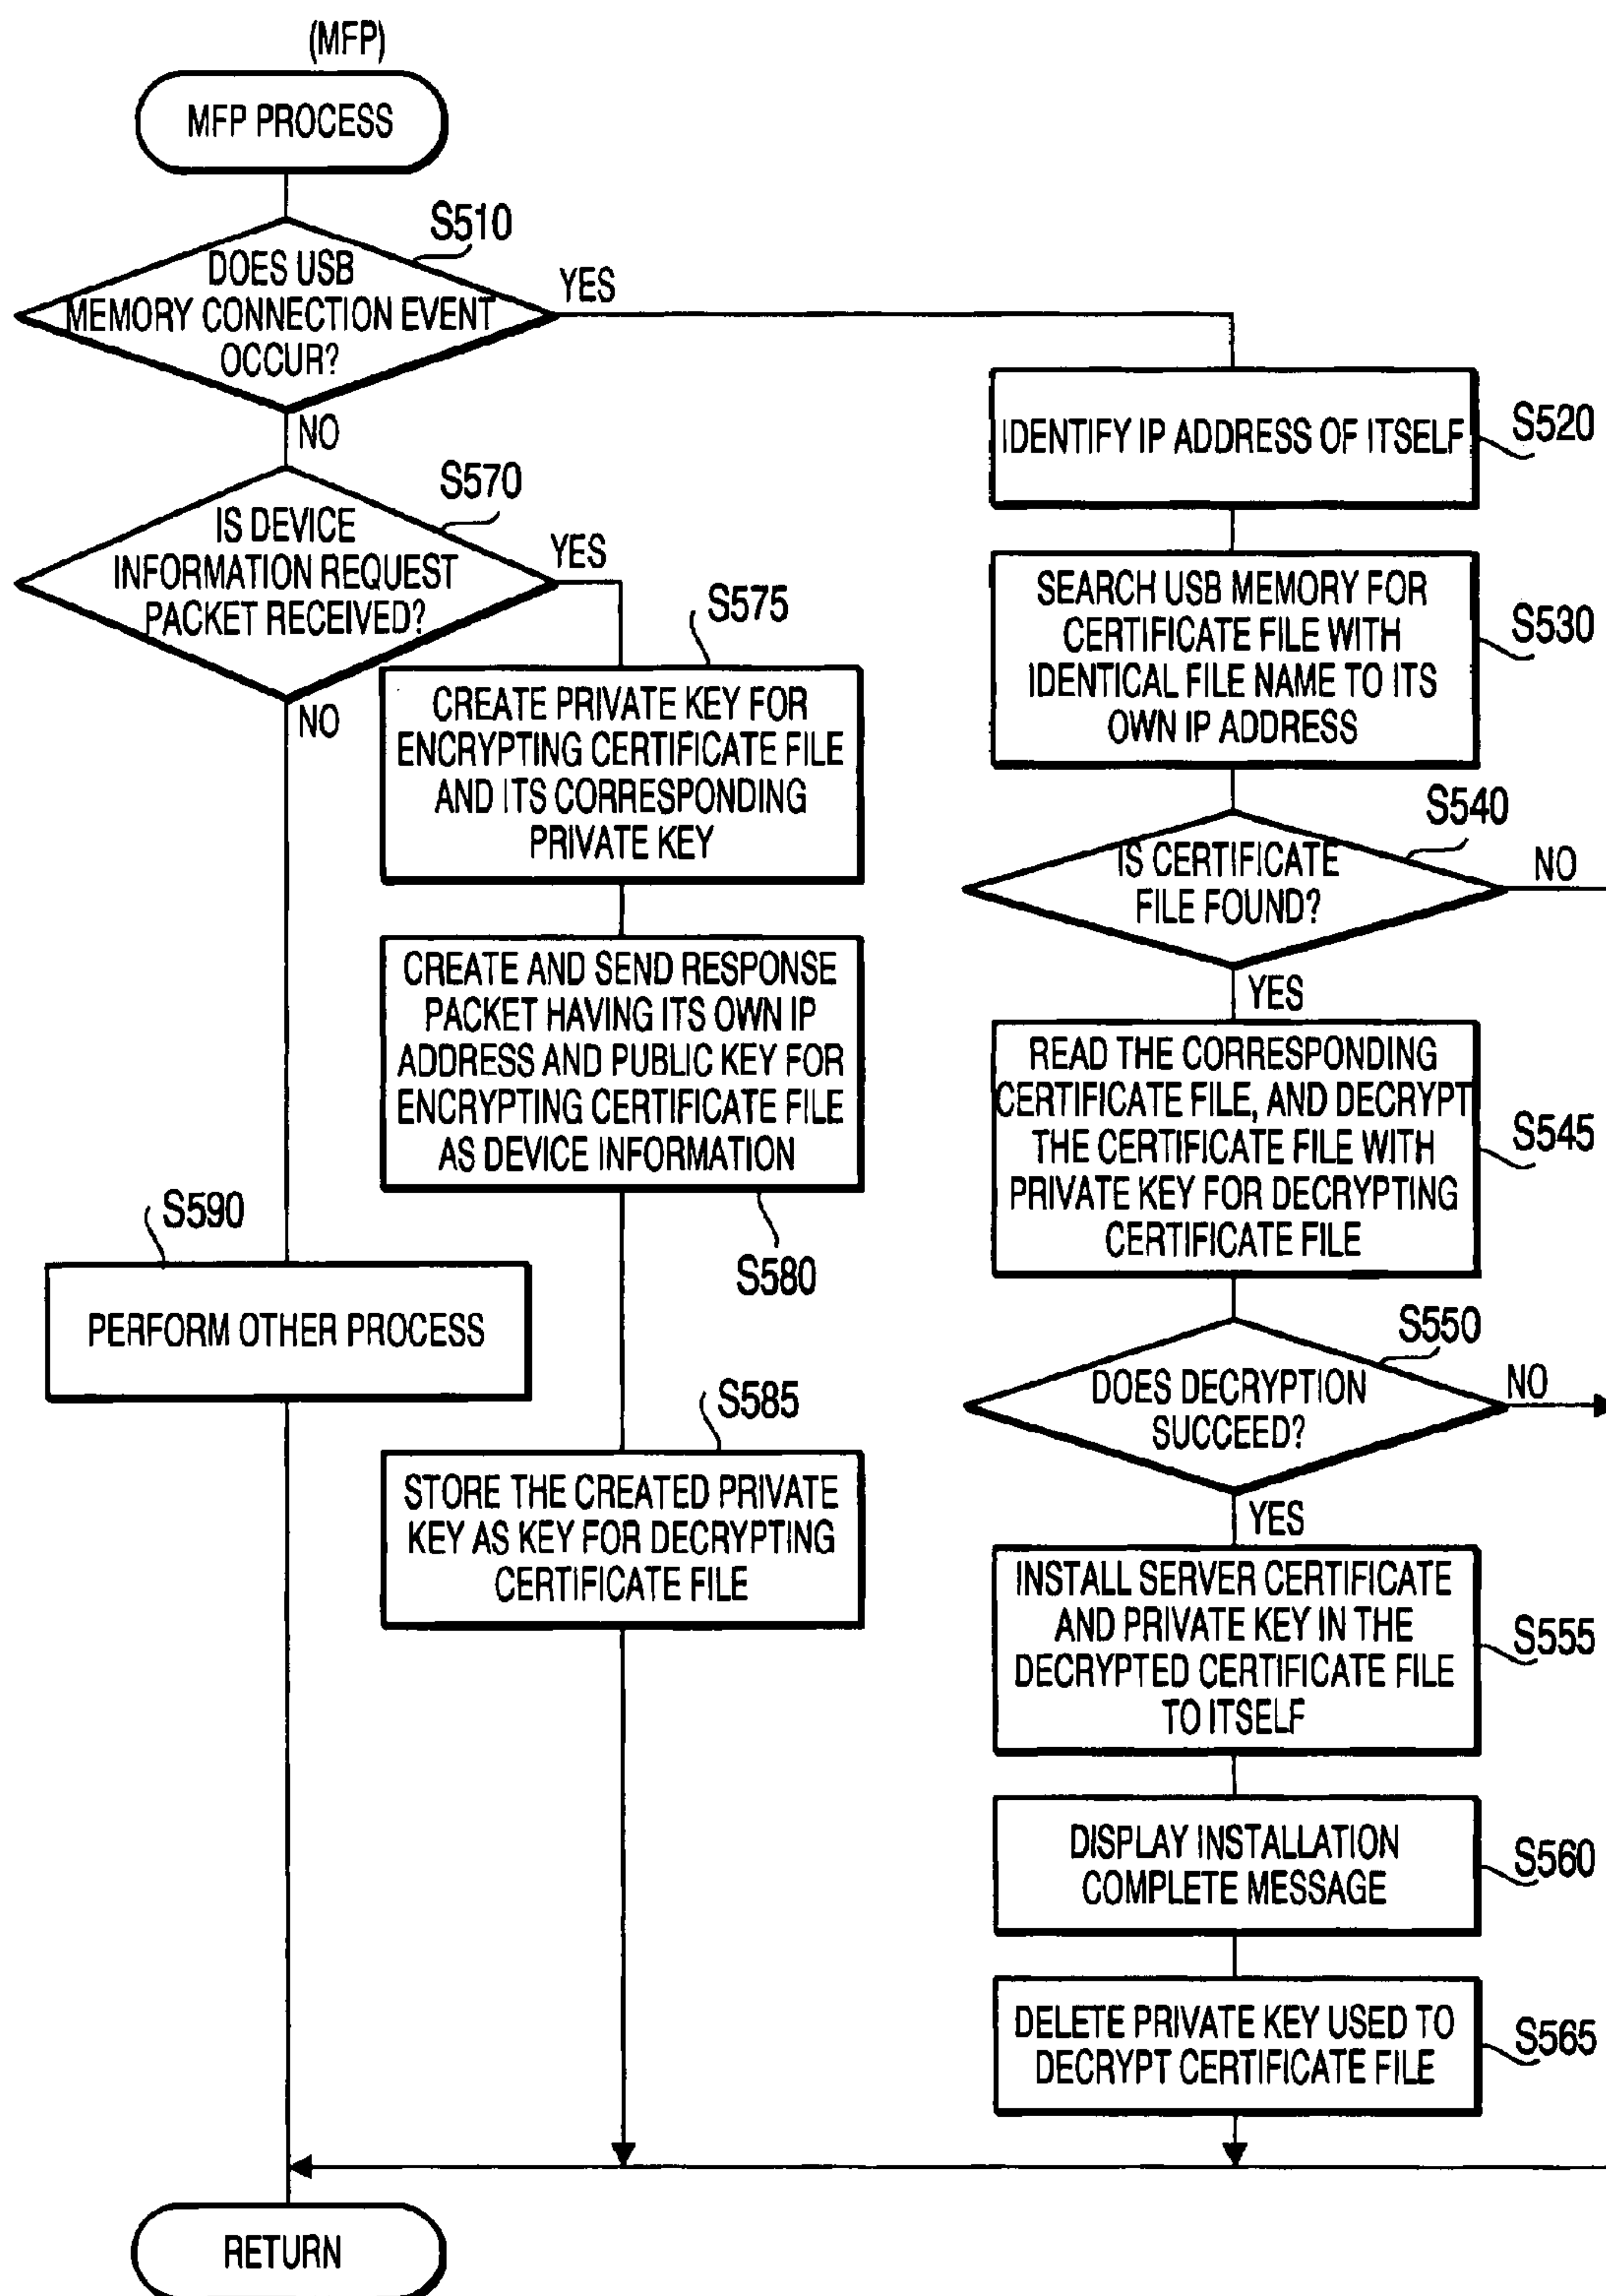 (MFP)
MFP PROCESS
S510
DOES USB
MEMORY CONNECTION EVENT
OCCUR?
YES
NO
S570
IS DEVICE
INFORMATION REQUEST
PACKET RECEIVED?
YES
NO
S575
CREATE PRIVATE KEY FOR
ENCRYPTING CERTIFICATE FILE
AND ITS CORRESPONDING
PRIVATE KEY
CREATE AND SEND RESPONSE
PACKET HAVING ITS OWN IP
ADDRESS AND PUBLIC KEY FOR
ENCRYPTING CERTIFICATE FILE
AS DEVICE INFORMATION
S580
S590
PERFORM OTHER PROCESS
S585
STORE THE CREATED PRIVATE
KEY AS KEY FOR DECRYPTING
CERTIFICATE FILE
IDENTIFY IP ADDRESS OF ITSELF
S520
SEARCH USB MEMORY FOR
CERTIFICATE FILE WITH
IDENTICAL FILE NAME TO ITS
OWN IP ADDRESS
S530
S540
IS CERTIFICATE
FILE FOUND?
NO
YES
READ THE CORRESPONDING
CERTIFICATE FILE, AND DECRYPT
THE CERTIFICATE FILE WITH
PRIVATE KEY FOR DECRYPTING
CERTIFICATE FILE
S545
S550
DOES DECRYPTION
SUCCEED?
NO
YES
INSTALL SERVER CERTIFICATE
AND PRIVATE KEY IN THE
DECRYPTED CERTIFICATE FILE
TO ITSELF
S555
DISPLAY INSTALLATION
COMPLETE MESSAGE
S560
DELETE PRIVATE KEY USED TO
DECRYPT CERTIFICATE FILE
S565
RETURN